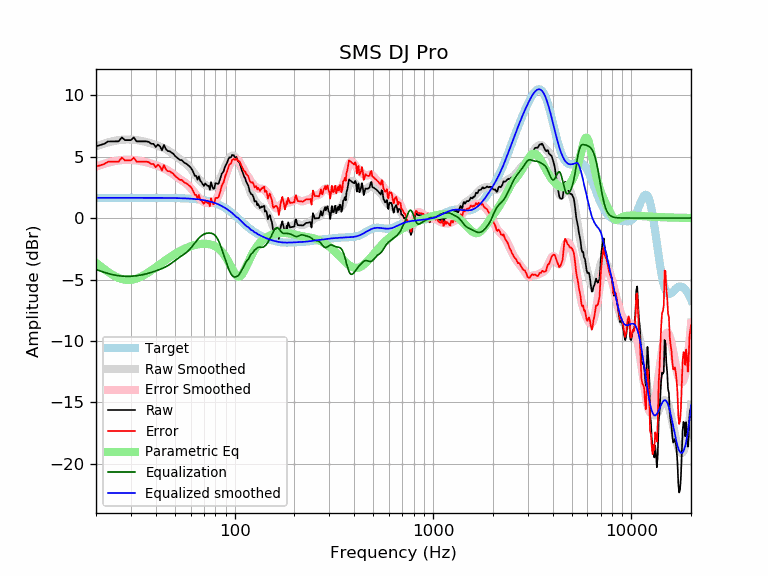 SMS DJ Pro
Amplitude (dBr)
10
5
0
−5
−10
−15
−20
Target
Raw Smoothed
Error Smoothed
Raw
Error
Parametric Eq
Equalization
Equalized smoothed
100
1000
10000
Frequency (Hz)